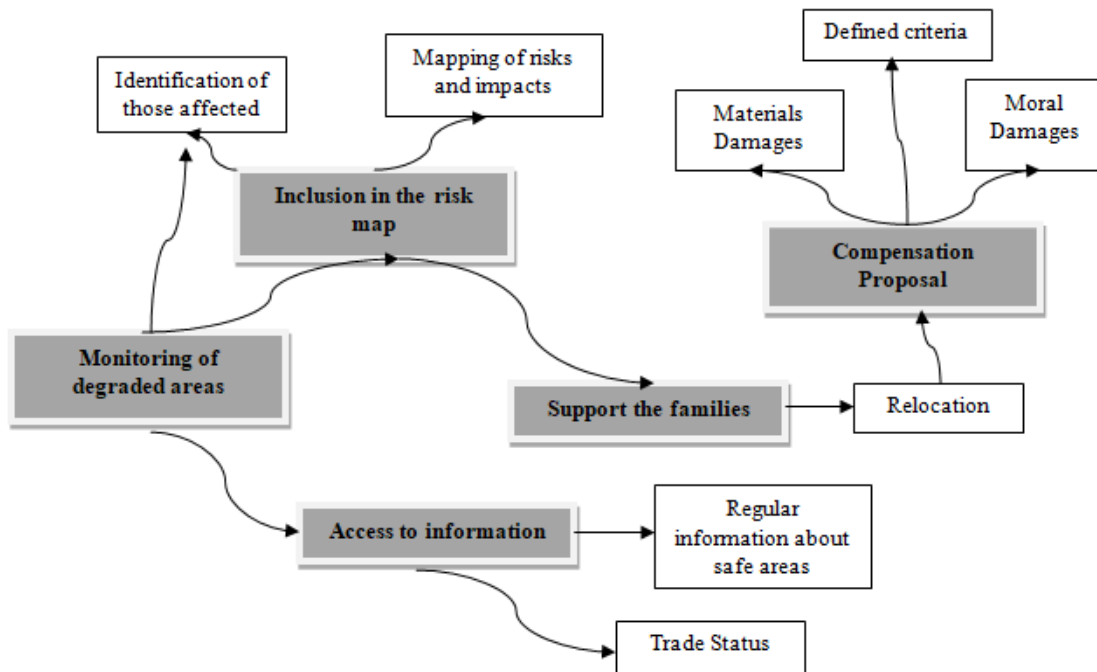 Defined criteria
Identification of
those affected
Mapping of risks
and impacts
Materials
Damages
Moral
Damages
Inclusion in the risk
map
Compensation
Proposal
Monitoring of
degraded areas
Support the families
Relocation
Access to information
Regular
information about
safe areas
Trade Status